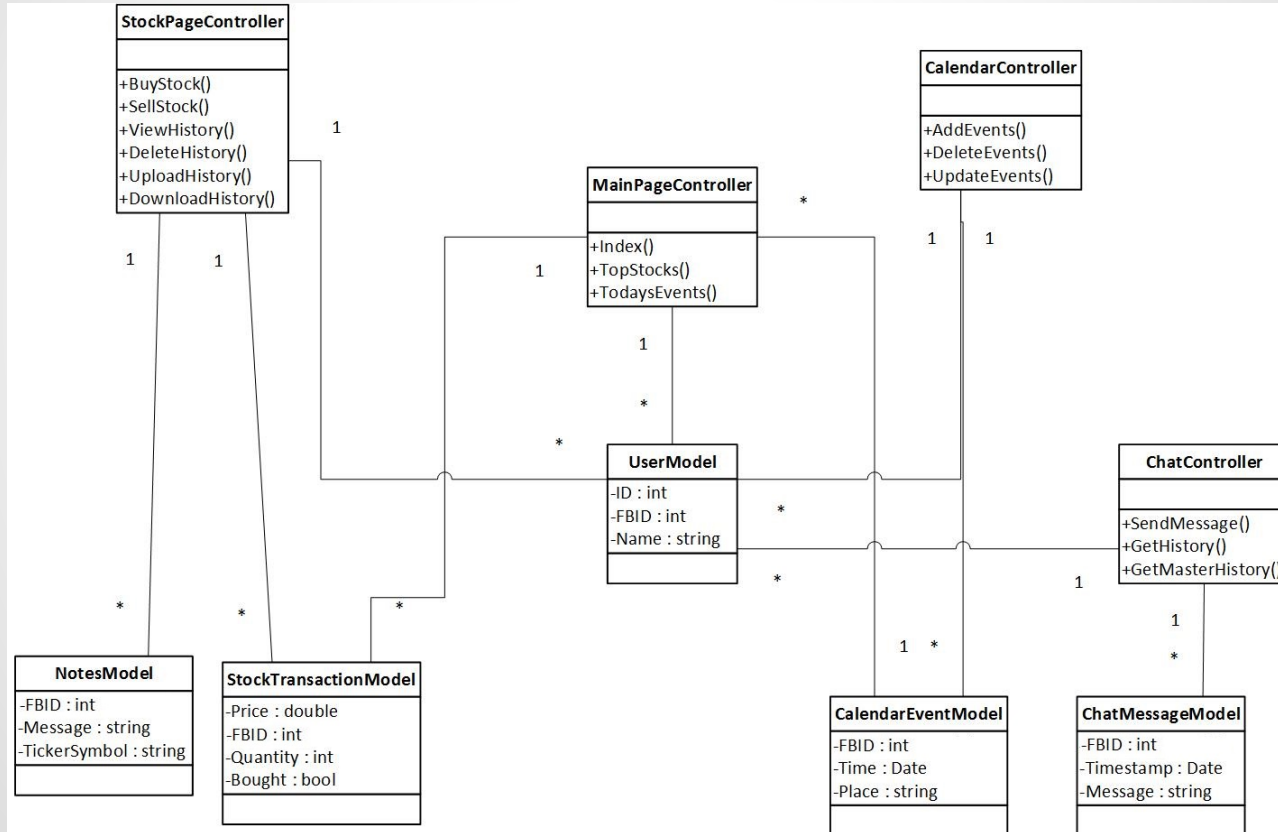 StockPageController
+BuyStock()
+SellStock()
+ViewHistory()
+DeleteHistory()
+UploadHistory()
+DownloadHistory()
CalendarController
+AddEvents()
+DeleteEvents()
+UpdateEvents()
1
MainPageController
+Index()
+TopStocks()
+TodaysEvents()
*
1
1
1
1
1
1
*
*
UserModel
-ID : int
-FBID : int
-Name : string
*
*
ChatController
+SendMessage()
+GetHistory()
+GetMasterHistory()
1
1
*
*
*
*
1
*
NotesModel
-FBID : int
-Message : string
-TickerSymbol : string
StockTransactionModel
-Price : double
-FBID : int
-Quantity : int
-Bought : bool
CalendarEventModel
-FBID : int
-Time : Date
-Place : string
ChatMessageModel
-FBID : int
-Timestamp : Date
-Message : string